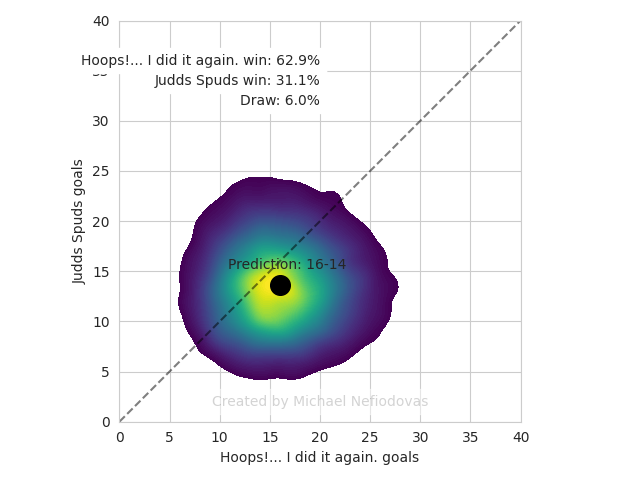 40
Hoops!... I did it again. win: 62.9%
Judds Spuds win: 31.1%
Draw: 6.0%
30
25
20
15
10
5
0
Judds Spuds goals
Prediction: 16-14
Created by Michael Nefiodovas
0 5 10 15 20 25 30 35 40
Hoops!... I did it again. goals